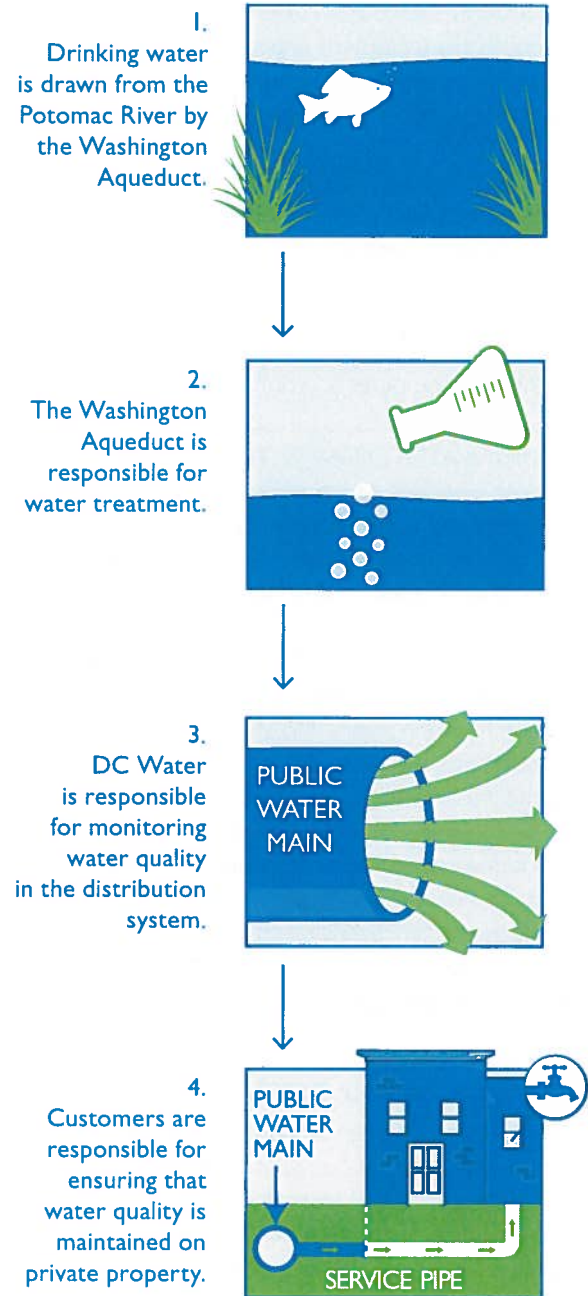 1.
Drinking water
is drawn from the
Potomac River by
the Washington
Aqueduct.
2.
The Washington
Aqueduct is
responsible for
water treatment.
3.
DC Water
is responsible
for monitoring
water quality
in the distribution
system.
PUBLIC
WATER
MAIN
4.
Customers are
responsible for
ensuring that
water quality is
maintained on
private property.
PUBLIC
WATER
MAIN
SERVICE PIPE